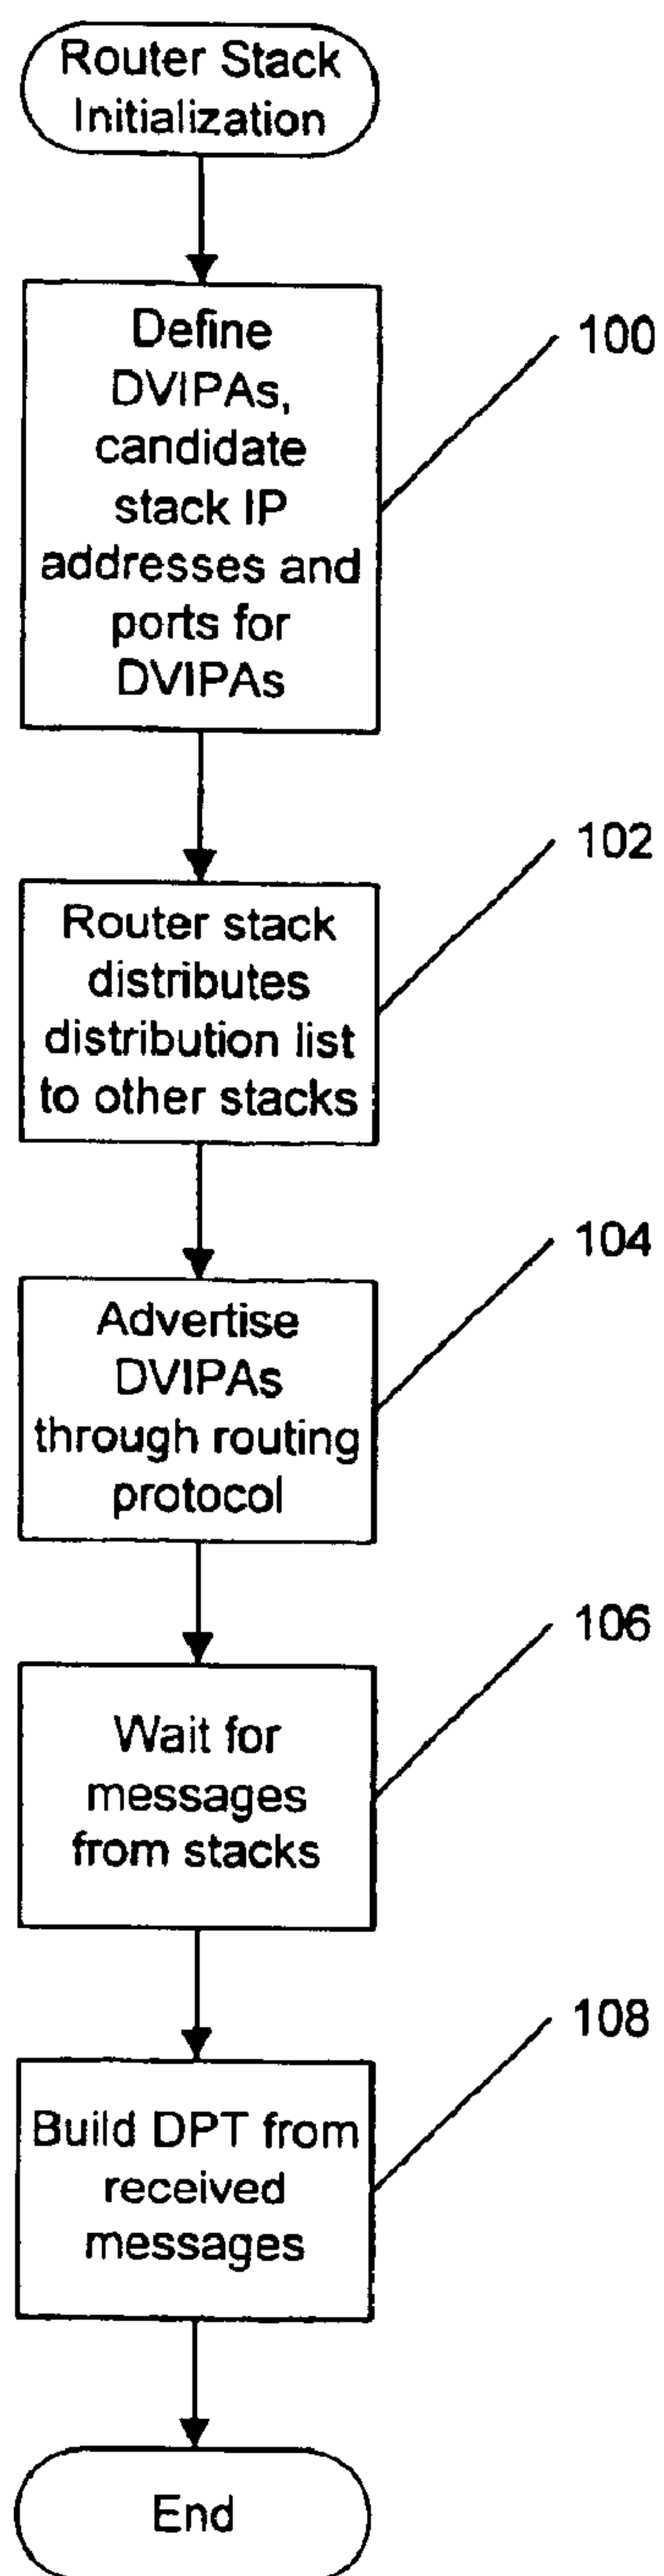 Router Stack
Initialization
Define
DVIPAs,
candidate
stack IP
addresses and
ports for
DVIPAs
100
Router stack
distributes
distribution list
to other stacks
102
Advertise
DVIPAs
through routing
protocol
104
Wait for
messages
from stacks
106
Build DPT from
received
messages
108
End